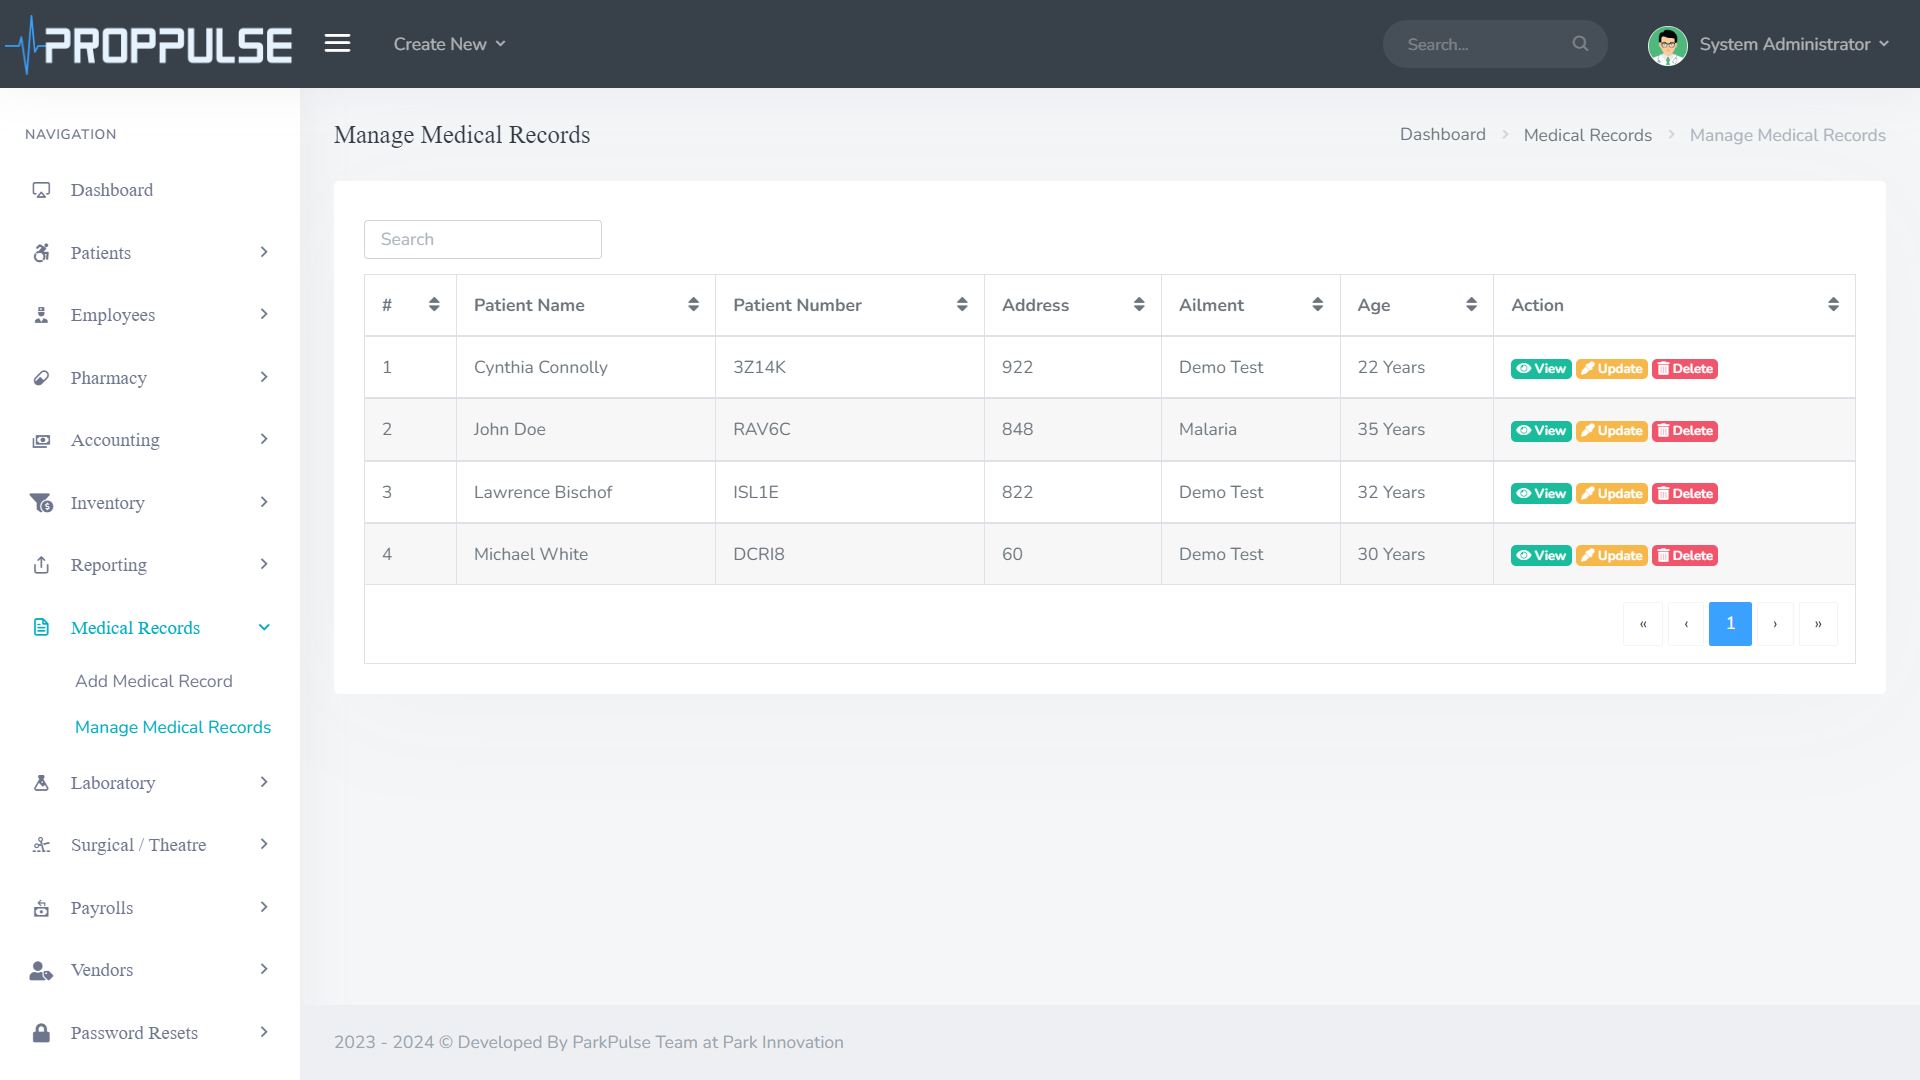 PROPPULSE
Create New
Search...
System Administrator
NAVIGATION
Dashboard
Patients
Employees
Pharmacy
Accounting
Inventory
Reporting
Medical Records
Add Medical Record
Manage Medical Records
Laboratory
Surgical / Theatre
Payrolls
Vendors
Password Resets
Manage Medical Records
Dashboard > Medical Records > Manage Medical Records
Search
# Patient Name Patient Number Address Ailment Age Action
1 Cynthia Connolly 3Z14K 922 Demo Test 22 Years View Update Delete
2 John Doe RAV6C 848 Malaria 35 Years View Update Delete
3 Lawrence Bischof ISL1E 822 Demo Test 32 Years View Update Delete
4 Michael White DCRI8 60 Demo Test 30 Years View Update Delete
« ‹ 1 › »
2023 - 2024 © Developed By ParkPulse Team at Park Innovation